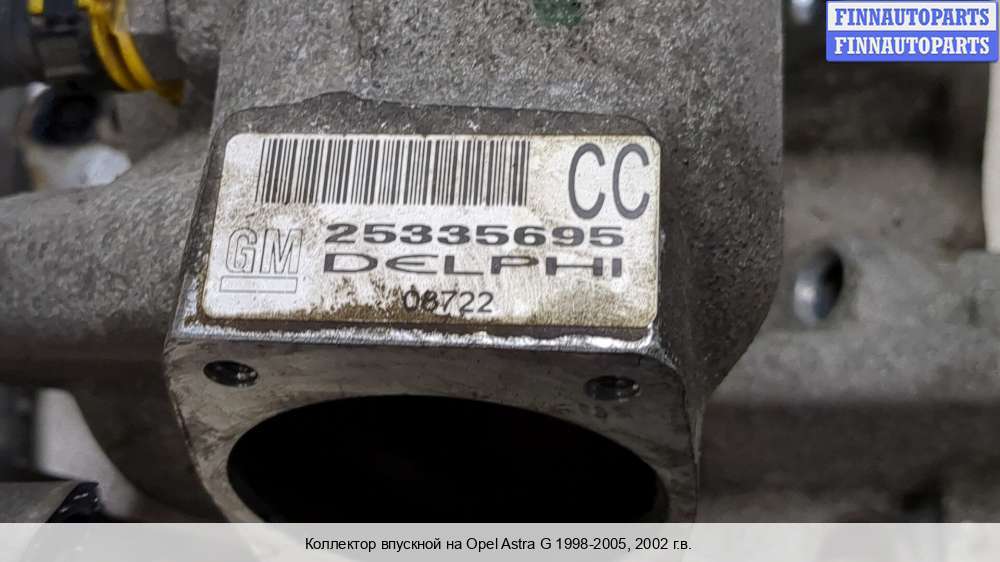 FINNAUTOPARTS
FINNAUTOPARTS
CC
GM
25335695
DELPHI
08722
Коллектор впускной на Opel Astra G 1998-2005, 2002 г.в.